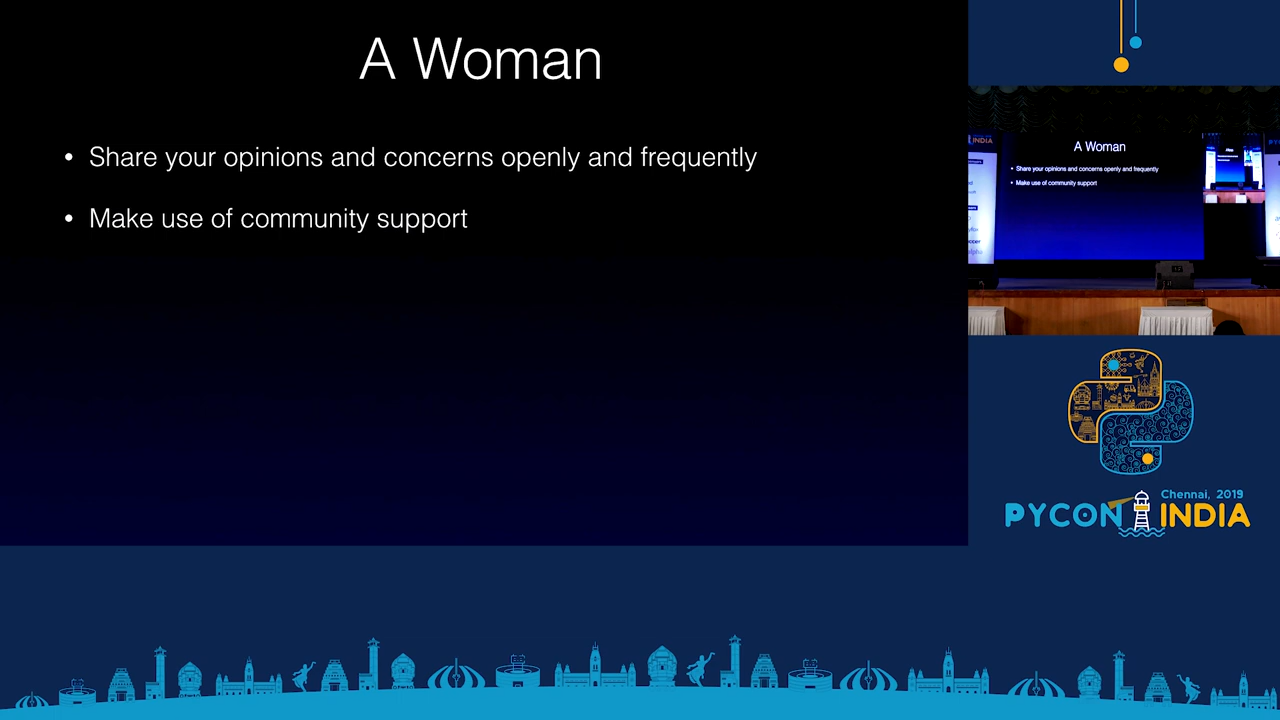 A Woman
• Share your opinions and concerns openly and frequently
• Make use of community support
INDIA
A Woman
• Share your opinions and concerns openly and frequently
• Make use of community support
Chennai, 2019
PYCON INDIA